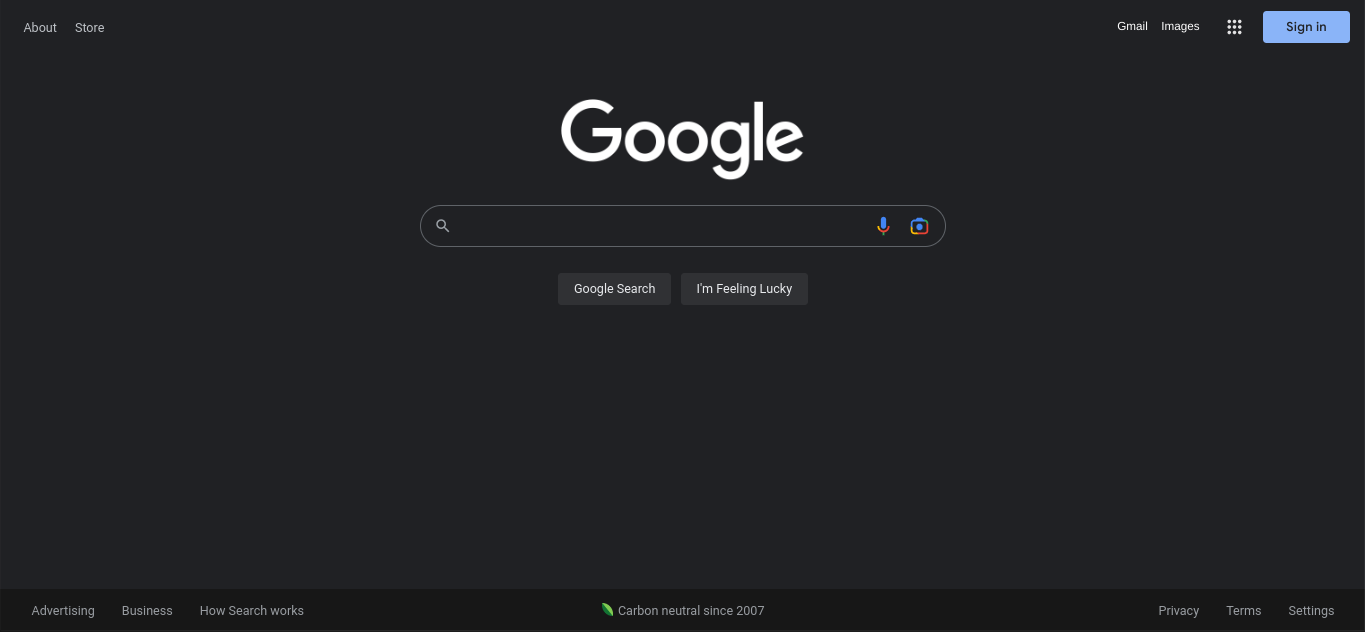 About Store Gmail Images Sign in
Google
Google Search I'm Feeling Lucky
Advertising Business How Search works Carbon neutral since 2007 Privacy Terms Settings